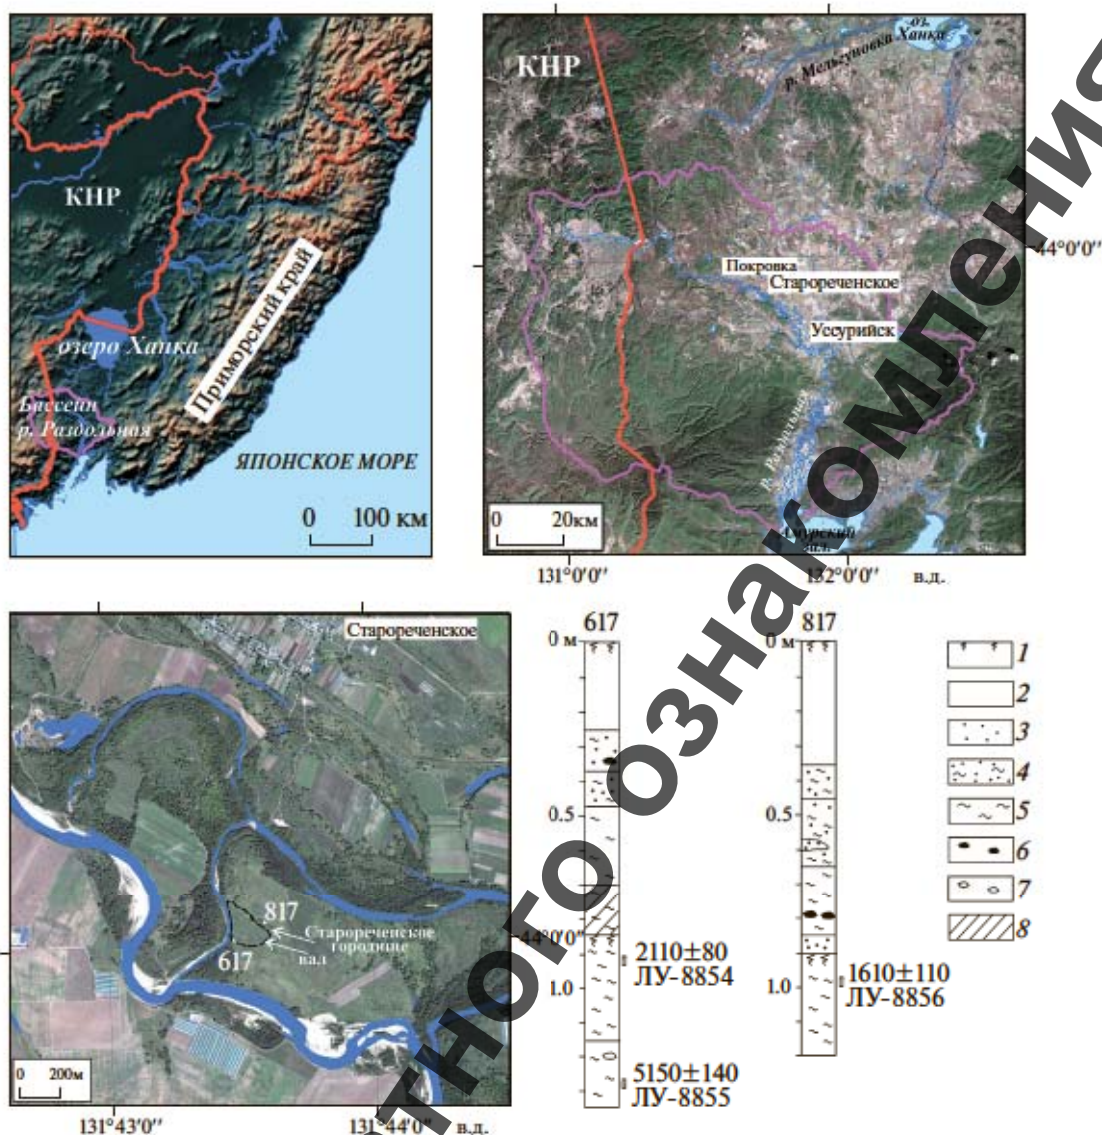 КНР
озеро Ханка
Приморский край
Бассейн
р. Раздольная
ЯПОНСКОЕ МОРЕ
0 100 км
КНР
оз.
Ханка
р. Мельгуновка
44°0'0"
Покровка
Старореченское
Уссурийск
р. Раздольная
Амурский
зал.
0 20км
131°0'0" 132°0'0" в.д.
Старореченское
817
Старореченское
городище
вал
617
44°0'0"
0 200м
131°43'0" 131°44'0" в.д.
617
0 м
0.5
1.0
2110±80
ЛУ-8854
5150±140
ЛУ-8855
817
0 м
0.5
1.0
1610±110
ЛУ-8856
1
2
3
4
5
6
7
8
ознакомления